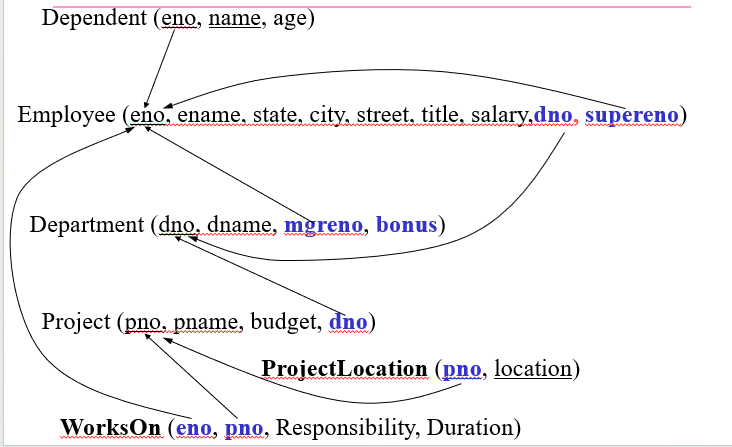 Dependent (eno, name, age)
Employee (eno, ename, state, city, street, title, salary,dno, supereno)
Department (dno, dname, mgreno, bonus)
Project (pno, pname, budget, dno)
ProjectLocation (pno, location)
WorksOn (eno, pno, Responsibility, Duration)